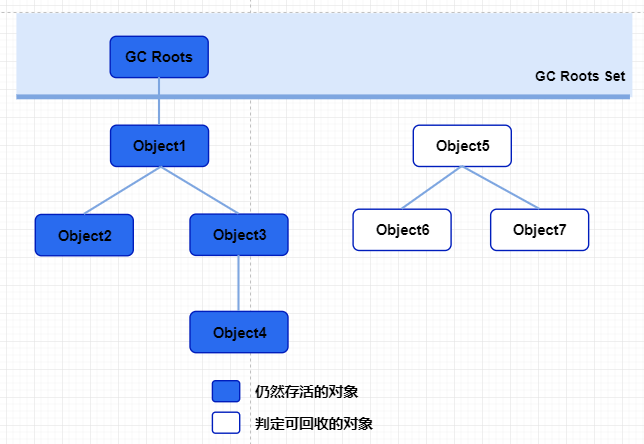 GC Roots
GC Roots Set
Object1
Object5
Object2
Object3
Object6
Object7
Object4
仍然存活的对象
判定可回收的对象